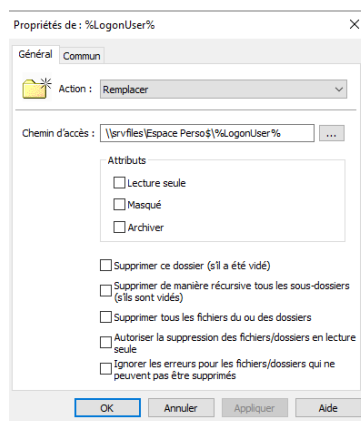 Propriétés de : %LogonUser%
Général Commun
Action : Remplacer
Chemin d'accès : \\srvfiles\Espace Perso$\%LogonUser% ...
Attributs
Lecture seule
Masqué
Archiver
Supprimer ce dossier (s'il a été vidé)
Supprimer de manière récursive tous les sous-dossiers
(s'ils sont vidés)
Supprimer tous les fichiers du ou des dossiers
Autoriser la suppression des fichiers/dossiers en lecture
seule
Ignorer les erreurs pour les fichiers/dossiers qui ne
peuvent pas être supprimés
OK Annuler Appliquer Aide